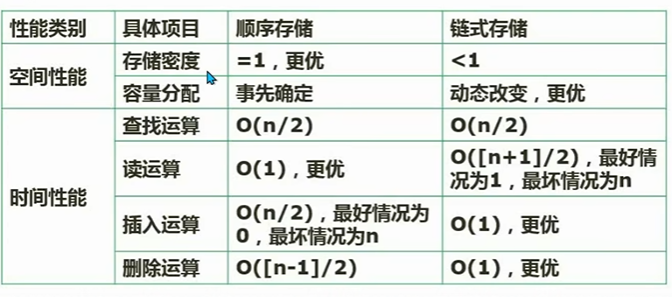 性能类别 具体项目 顺序存储 链式存储
空间性能 存储密度 =1，更优 <1
容量分配 事先确定 动态改变，更优
时间性能 查找运算 O(n/2) O(n/2)
读运算 O(1)，更优 O([n+1]/2)，最好情况为1，最坏情况为n
插入运算 O(n/2)，最好情况为0，最坏情况为n O(1)，更优
删除运算 O([n-1]/2) O(1)，更优